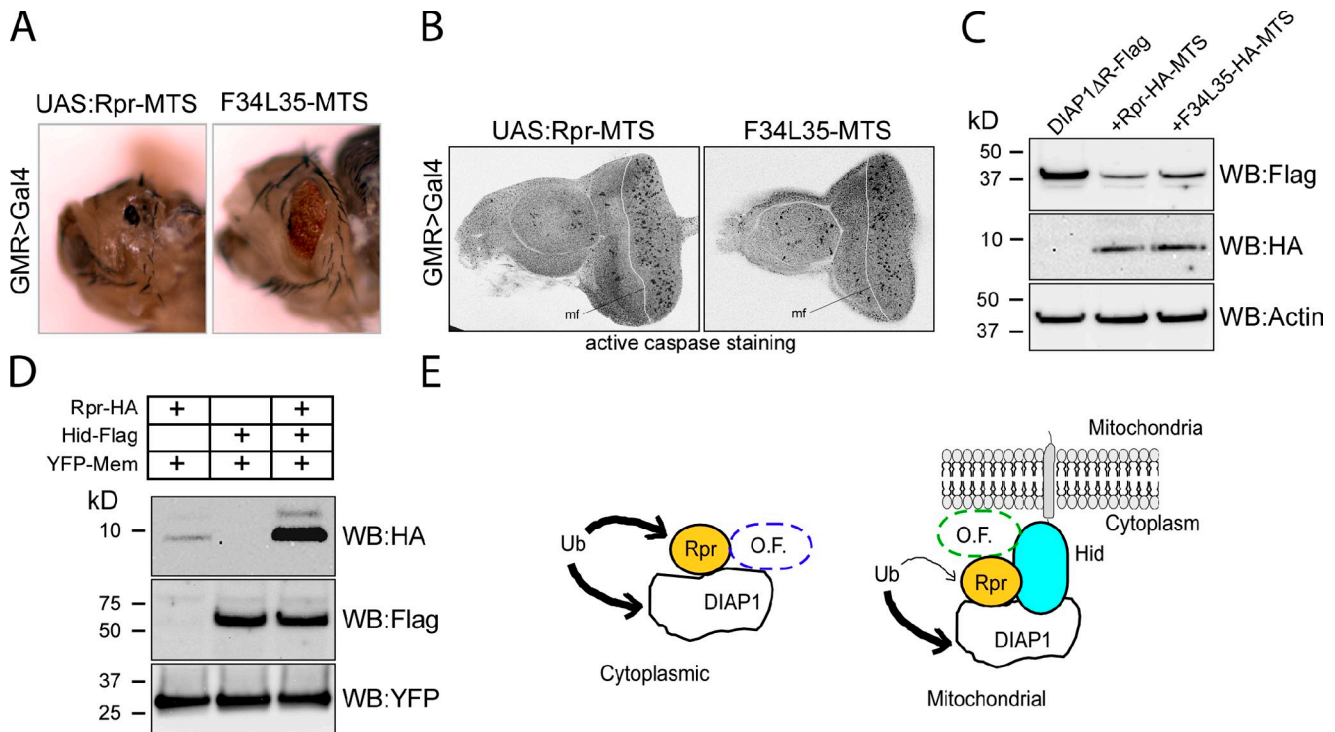 A
UAS:Rpr-MTS F34L35-MTS
GMR>Gal4
B
UAS:Rpr-MTS F34L35-MTS
GMR>Gal4
mf mf
active caspase staining
C
kD DIAP1ΔR-Flag +Rpr-HA-MTS +F34L35-HA-MTS
50
37 WB:Flag
10 WB:HA
50
37 WB:Actin
D
Rpr-HA + +
Hid-Flag + +
YFP-Mem + + +
kD
10 WB:HA
75
50 WB:Flag
37
25 WB:YFP
E
Ub Rpr O.F.
DIAP1
Cytoplasmic
Mitochondria
Cytoplasm
O.F. Hid
Ub Rpr
DIAP1
Mitochondrial